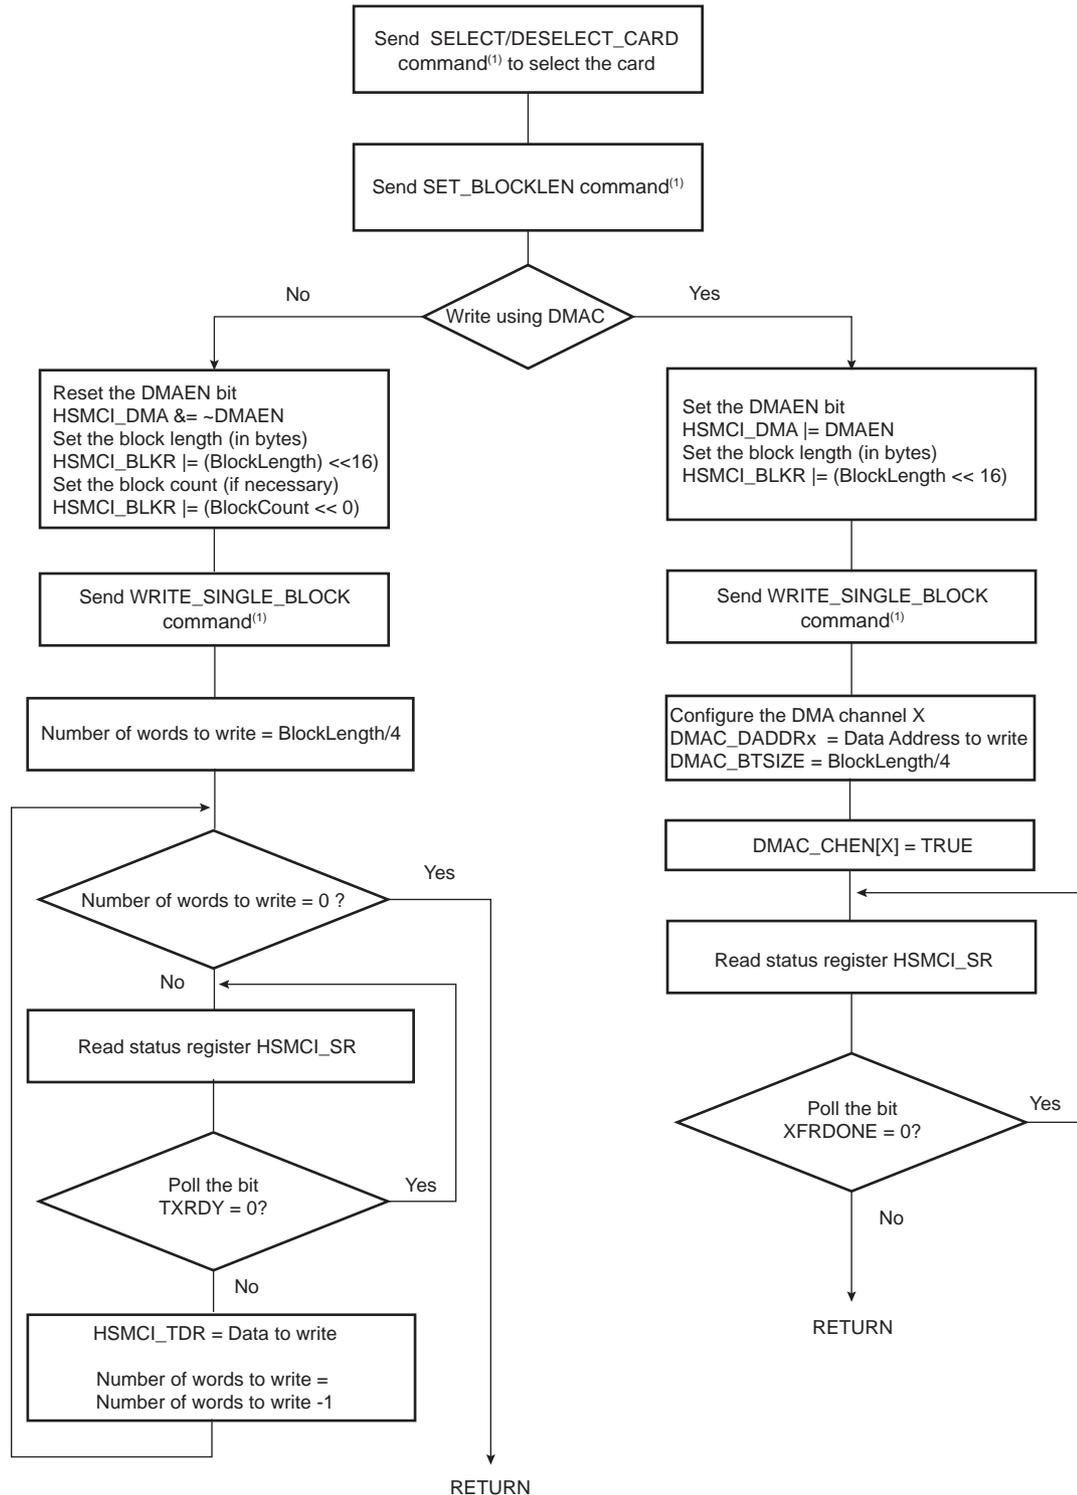 Send  SELECT/DESELECT_CARD
command(1) to select the card
Send SET_BLOCKLEN command(1)
No
Yes
Write using DMAC
Reset the DMAEN bit
HSMCI_DMA &= ~DMAEN
Set the block length (in bytes)
HSMCI_BLKR |= (BlockLength) <<16)
Set the block count (if necessary)
HSMCI_BLKR |= (BlockCount << 0)
Send WRITE_SINGLE_BLOCK
command(1)
Number of words to write = BlockLength/4
Number of words to write = 0 ?
Yes
No
Read status register HSMCI_SR
Poll the bit
TXRDY = 0?
Yes
No
HSMCI_TDR = Data to write
Number of words to write =
Number of words to write -1
RETURN
Set the DMAEN bit
HSMCI_DMA |= DMAEN
Set the block length (in bytes)
HSMCI_BLKR |= (BlockLength << 16)
Send WRITE_SINGLE_BLOCK
command(1)
Configure the DMA channel X
DMAC_DADDRx  = Data Address to write
DMAC_BTSIZE = BlockLength/4
DMAC_CHEN[X] = TRUE
Read status register HSMCI_SR
Poll the bit
XFRDONE = 0?
Yes
No
RETURN